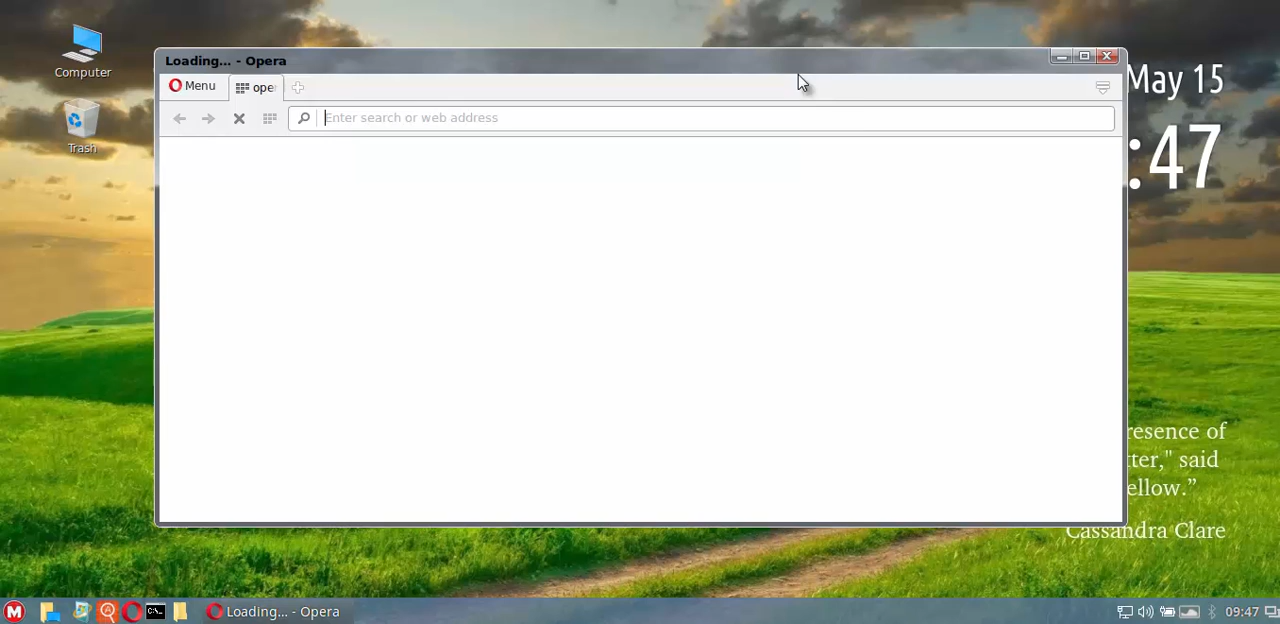 Computer
Trash
Loading... - Opera
Menu
ope
Enter search or web address
May 15
:47
resence of
tter," said
ellow.”
Cassandra Clare
M
C:\_
Loading... - Opera
09:47